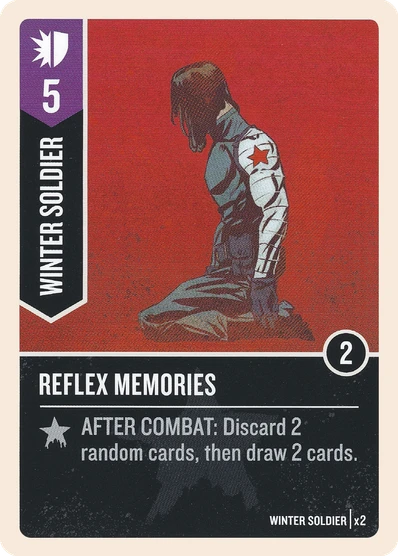 5
WINTER SOLDIER
2
REFLEX MEMORIES
AFTER COMBAT: Discard 2
random cards, then draw 2 cards.
WINTER SOLDIER | x2